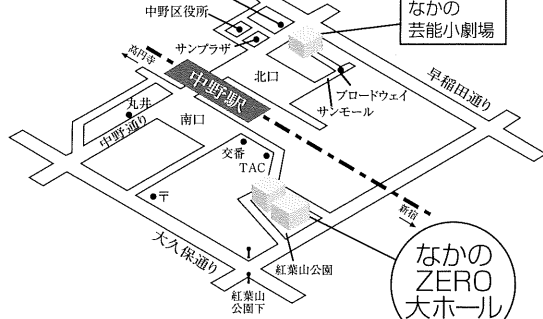 中野区役所
サンプラザ
なかの
芸能小劇場
高円寺
北口
ブロードウェイ
サンモール
早稲田通り
中野駅
丸井
南口
中野通り
交番
TAC
〒
新宿
大久保通り
紅葉山公園
紅葉山
公園下
なかの
ZERO
大ホール